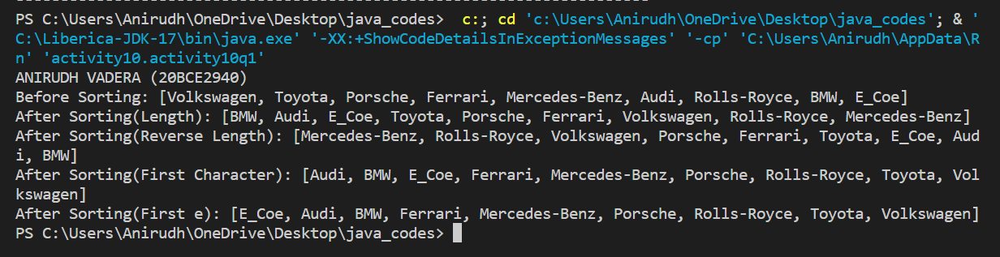 PS C:\Users\Anirudh\OneDrive\Desktop\java_codes>  c:; cd 'c:\Users\Anirudh\OneDrive\Desktop\java_codes'; & '
C:\Liberica-JDK-17\bin\java.exe' '-XX:+ShowCodeDetailsInExceptionMessages' '-cp' 'C:\Users\Anirudh\AppData\R
n' 'activity10.activity10q1'
ANIRUDH VADERA (20BCE2940)
Before Sorting: [Volkswagen, Toyota, Porsche, Ferrari, Mercedes-Benz, Audi, Rolls-Royce, BMW, E_Coe]
After Sorting(Length): [BMW, Audi, E_Coe, Toyota, Porsche, Ferrari, Volkswagen, Rolls-Royce, Mercedes-Benz]
After Sorting(Reverse Length): [Mercedes-Benz, Rolls-Royce, Volkswagen, Porsche, Ferrari, Toyota, E_Coe, Aud
i, BMW]
After Sorting(First Character): [Audi, BMW, E_Coe, Ferrari, Mercedes-Benz, Porsche, Rolls-Royce, Toyota, Vol
kswagen]
After Sorting(First e): [E_Coe, Audi, BMW, Ferrari, Mercedes-Benz, Porsche, Rolls-Royce, Toyota, Volkswagen]
PS C:\Users\Anirudh\OneDrive\Desktop\java_codes>